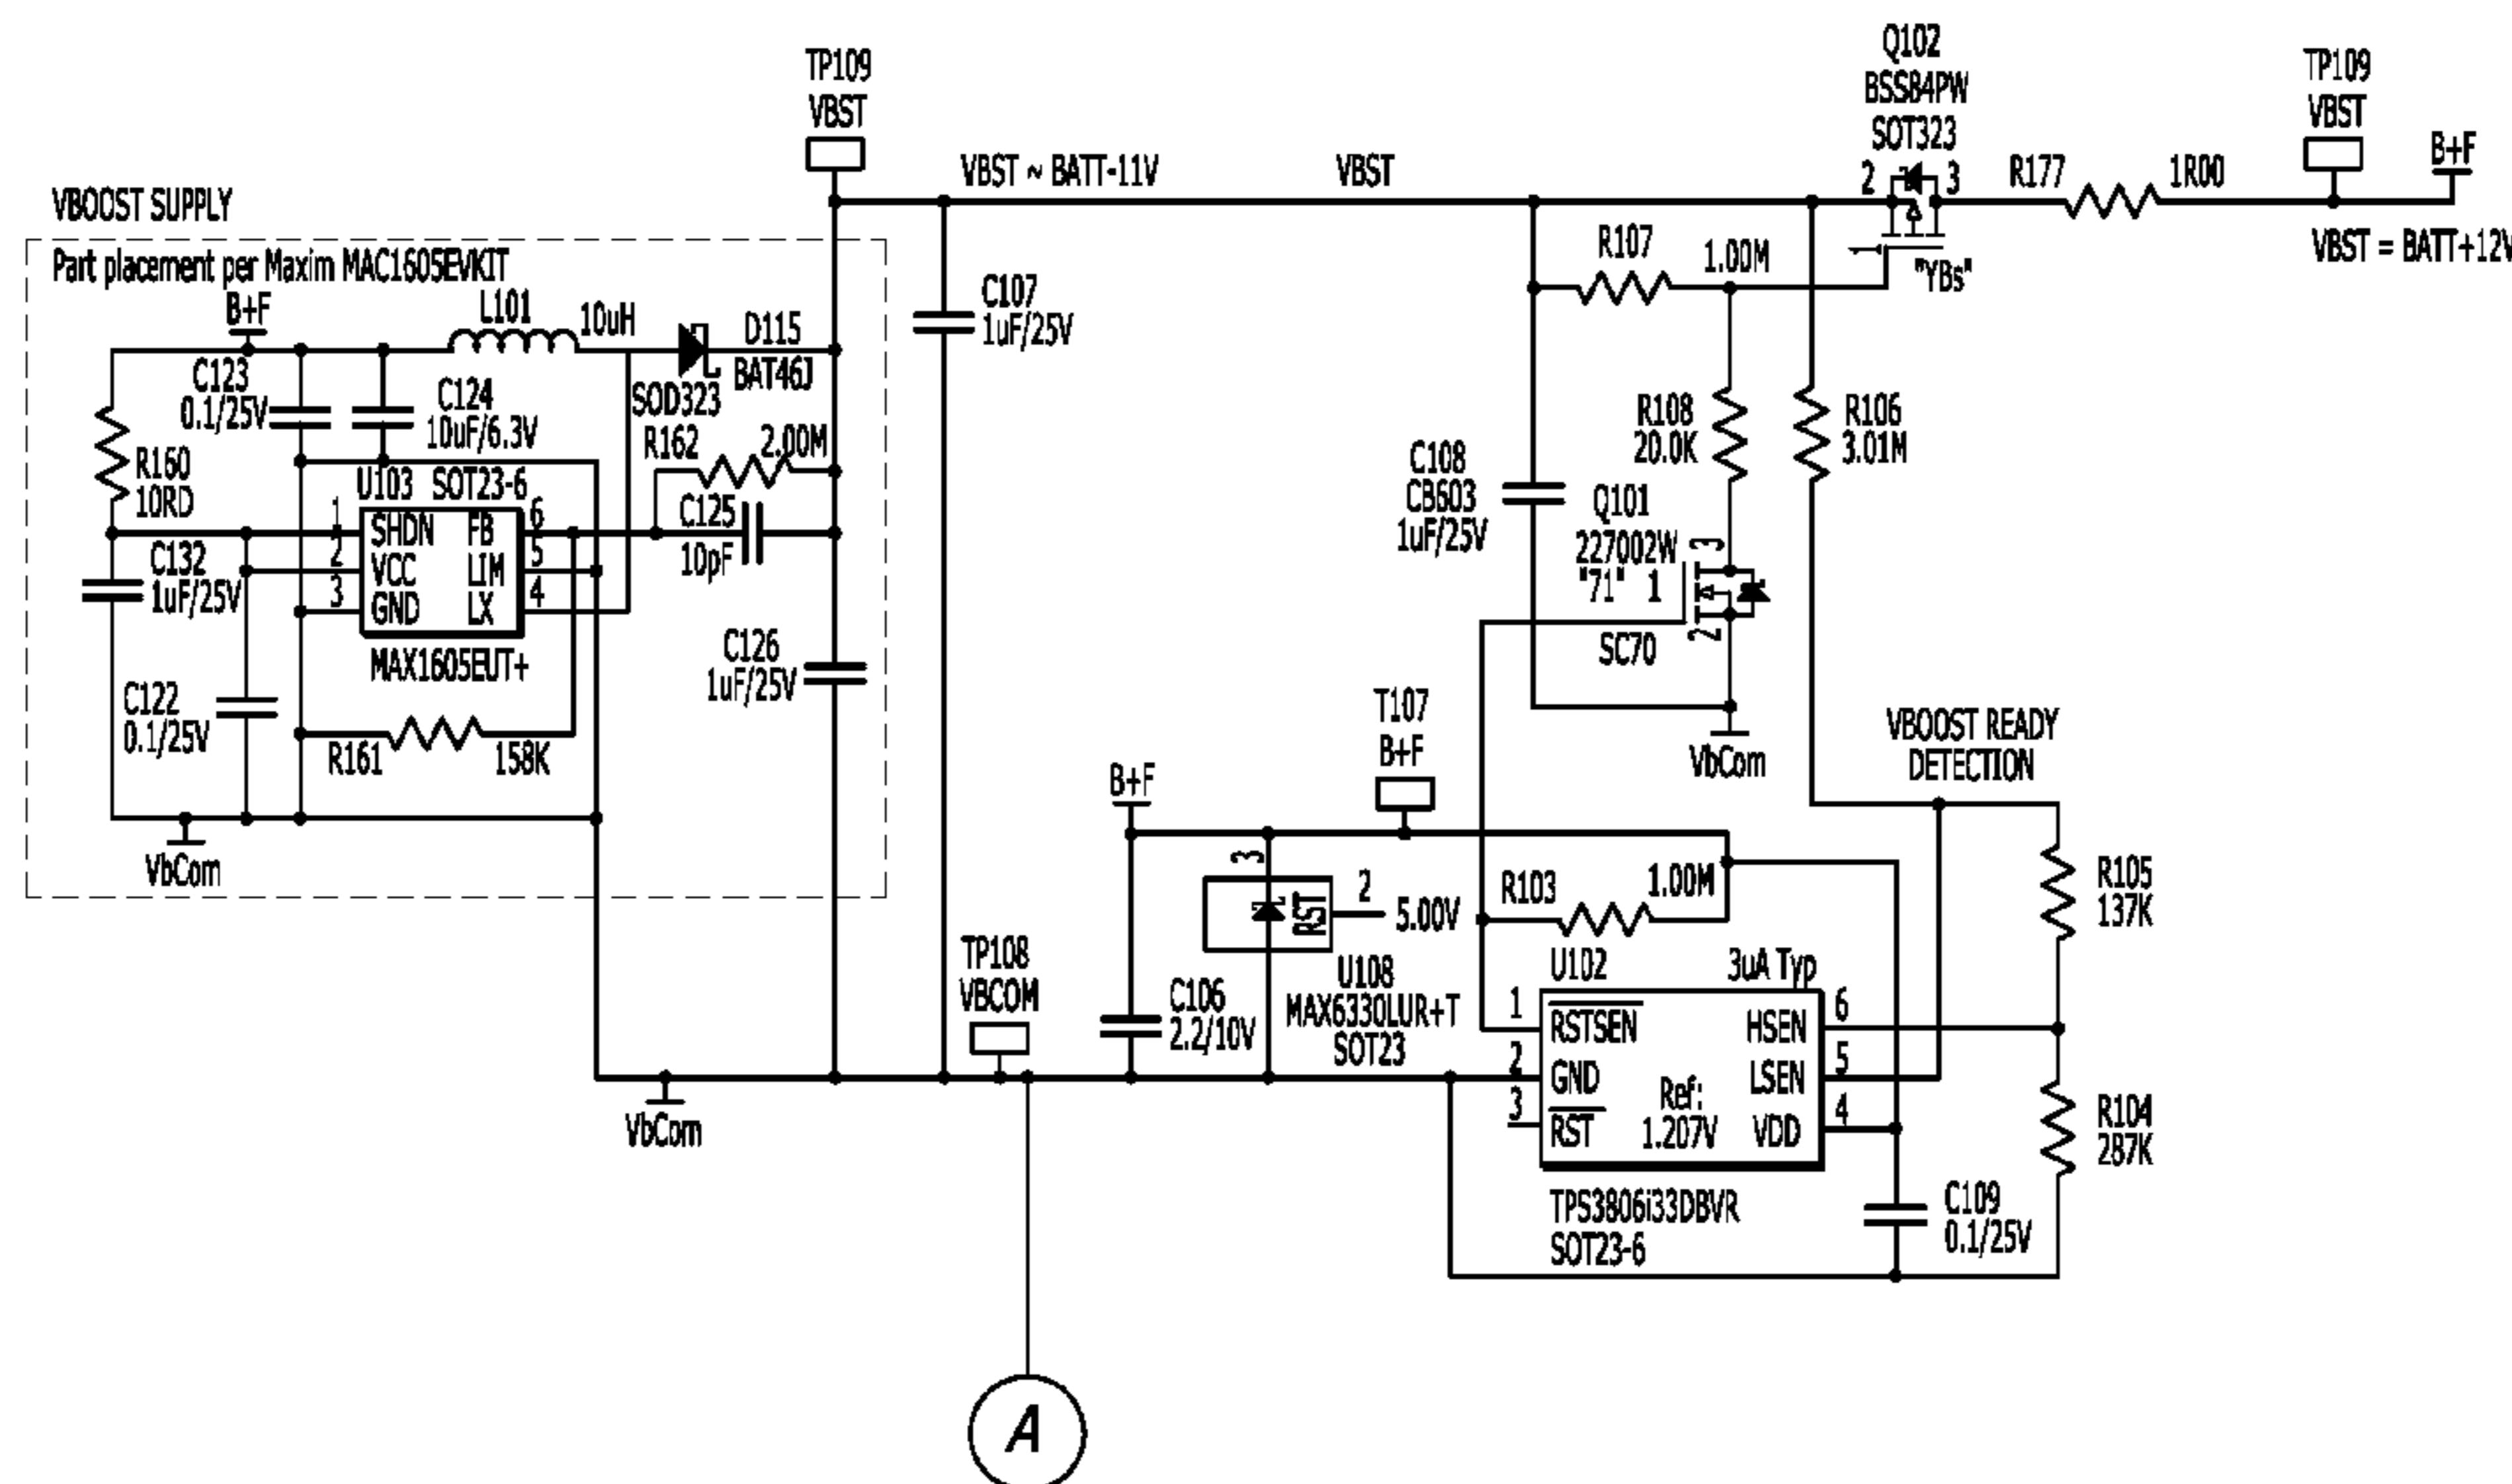 VBOOST SUPPLY
Part placement per Maxim MAC1605EVKIT
B+F
L101
10uH
D115
BAT46J
SOD323
C123
0.1/25V
C124
10uF/6.3V
R160
10RD
R162
2.00M
U103 SOT23-6
1
2
3
SHDN
VCC
GND
FB
LIM
LX
6
5
4
MAX1605EUT+
C125
10pF
C132
1uF/25V
C122
0.1/25V
R161
158K
C126
1uF/25V
VbCom
TP109
VBST
VBST ~ BATT-11V
VBST
C107
1uF/25V
Q102
BSS84PW
SOT323
2
3
"YBs"
R177
1R00
TP109
VBST
B+F
VBST = BATT+12V
R107
1.00M
R108
20.0K
R106
3.01M
C108
CB603
1uF/25V
Q101
227002W
"71"
1
3
2
SC70
VbCom
VBOOST READY
DETECTION
T107
B+F
B+F
3
RST
2
5.00V
U108
MAX6330LUR+T
SOT23
C106
2.2/10V
TP108
VBCOM
VbCom
R103
1.00M
U102
3uA Typ
1
2
3
RSTSEN
GND
RST
Ref:
1.207V
HSEN
LSEN
VDD
6
5
4
TPS3806i33DBVR
SOT23-6
R105
137K
R104
287K
C109
0.1/25V
A